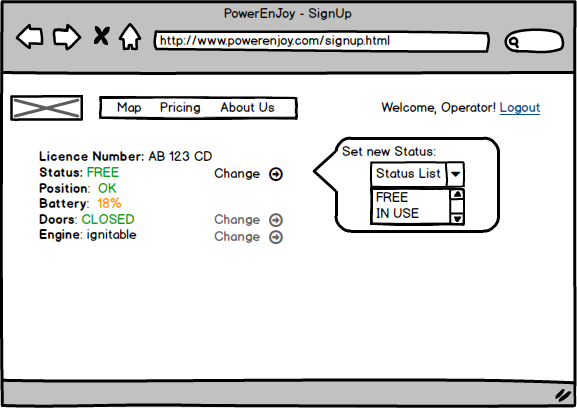 PowerEnJoy - SignUp
http://www.powerenjoy.com/signup.html
Map Pricing About Us
Welcome, Operator! Logout
Licence Number: AB 123 CD
Status: FREE Change
Position: OK
Battery: 18%
Doors: CLOSED Change
Engine: ignitable Change
Set new Status:
Status List
FREE
IN USE